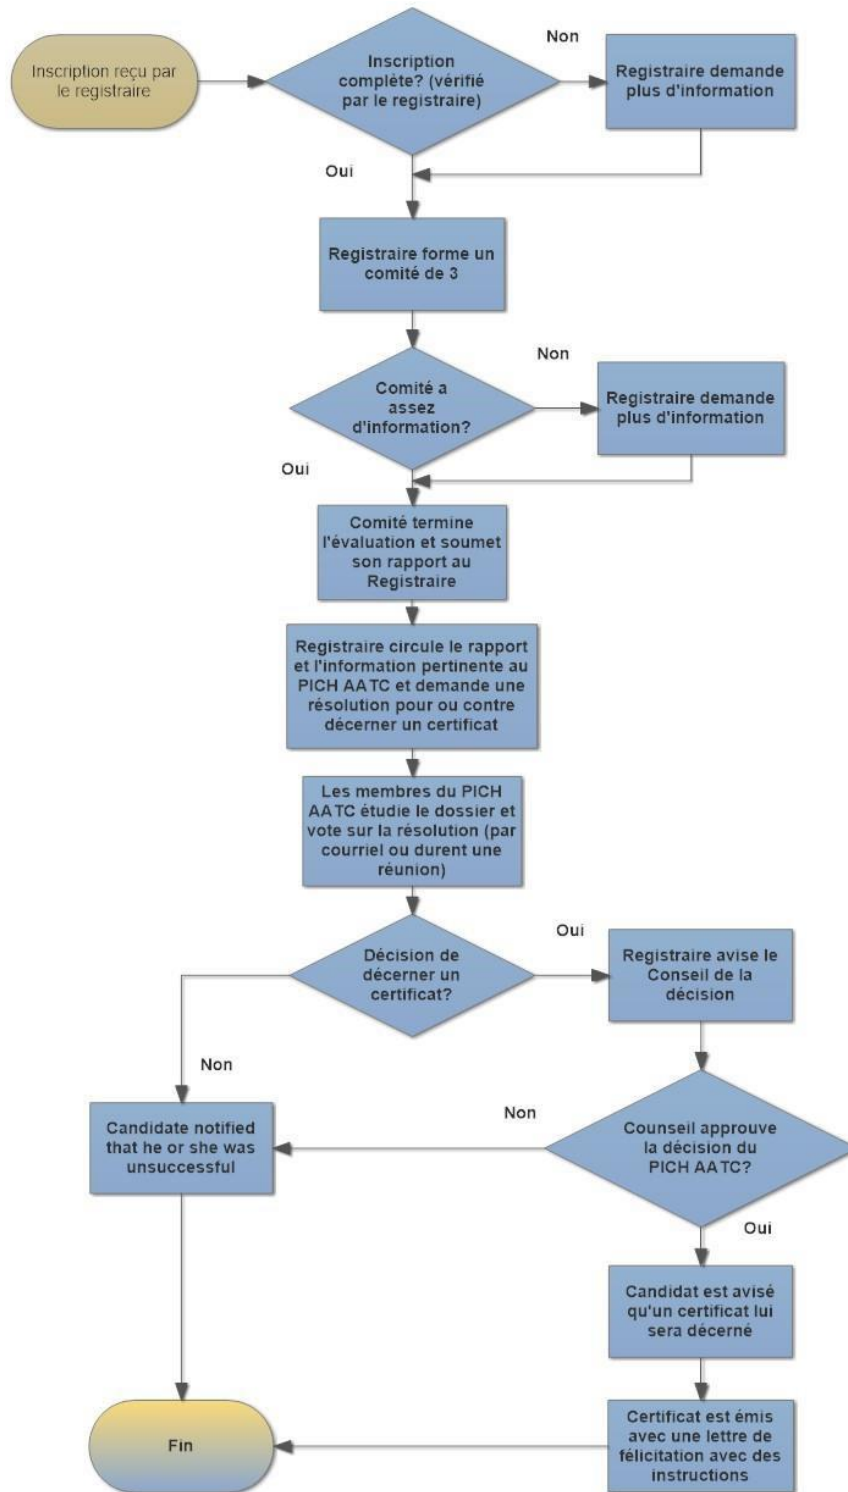 Inscription reçu par
le registraire
Inscription
complète? (vérifié
par le registraire)
Non
Registraire demande
plus d'information
Oui
Registraire forme un
comité de 3
Comité a
assez
d'information?
Non
Registraire demande
plus d'information
Oui
Comité termine
l'évaluation et soumet
son rapport au
Registraire
Registraire circule le rapport
et l'information pertinente au
PICH AATC et demande une
résolution pour ou contre
décerner un certificat
Les membres du PICH
AATC étudie le dossier et
vote sur la résolution (par
courriel ou durent une
réunion)
Décision de
décerner un
certificat?
Oui
Registraire avise le
Conseil de la
décision
Non
Candidate notified
that he or she was
unsuccessful
Non
Counseil approuve
la décision du
PICH AATC?
Oui
Candidat est avisé
qu'un certificat lui
sera décerné
Certificat est émis
avec une lettre de
félicitation avec des
instructions
Fin